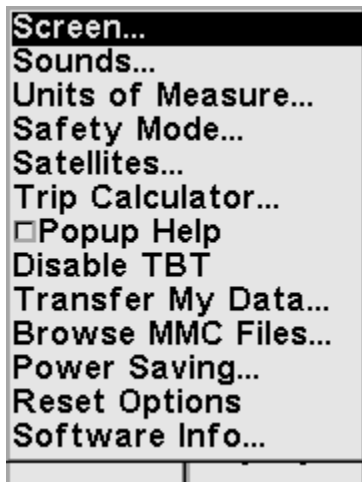 Screen...
Sounds...
Units of Measure...
Safety Mode...
Satellites...
Trip Calculator...
Popup Help
Disable TBT
Transfer My Data...
Browse MMC Files...
Power Saving...
Reset Options
Software Info...